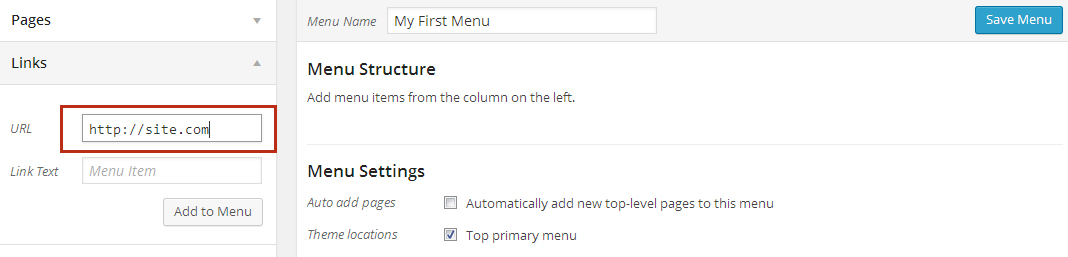 Pages
Links
URL
http://site.com
Link Text
Menu Item
Add to Menu
Menu Name
My First Menu
Save Menu
Menu Structure
Add menu items from the column on the left.
Menu Settings
Auto add pages
Automatically add new top-level pages to this menu
Theme locations
Top primary menu